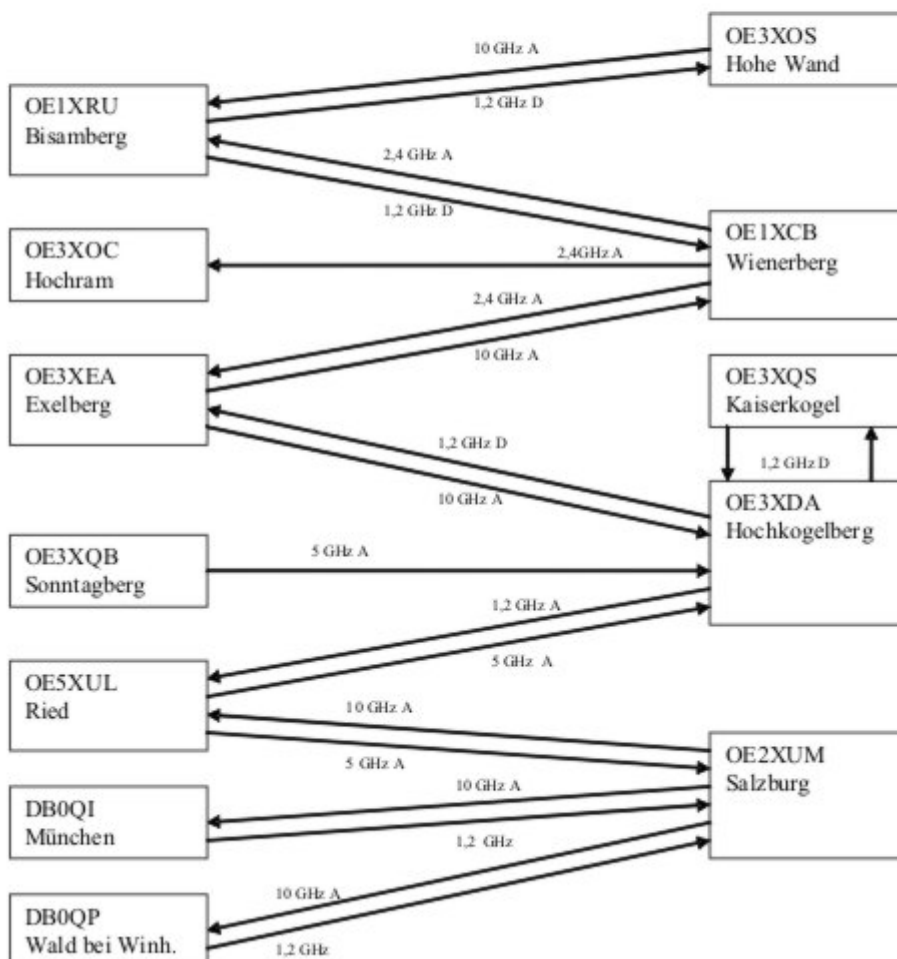 OE3XOS
Hohe Wand
10 GHz A
1,2 GHz D
OE1XRU
Bisamberg
2,4 GHz A
1,2 GHz D
OE1XCB
Wienerberg
OE3XOC
Hochram
2,4GHz A
2,4 GHz A
10 GHz A
OE3XEA
Exelberg
OE3XQS
Kaiserkogel
1,2 GHz D
1,2 GHz D
10 GHz A
OE3XDA
Hochkogelberg
OE3XQB
Sonntagberg
5 GHz A
1,2 GHz A
5 GHz A
OE5XUL
Ried
10 GHz A
5 GHz A
OE2XUM
Salzburg
DB0QI
München
10 GHz A
1,2 GHz
DB0QP
Wald bei Winh.
10 GHz A
1,2 GHz